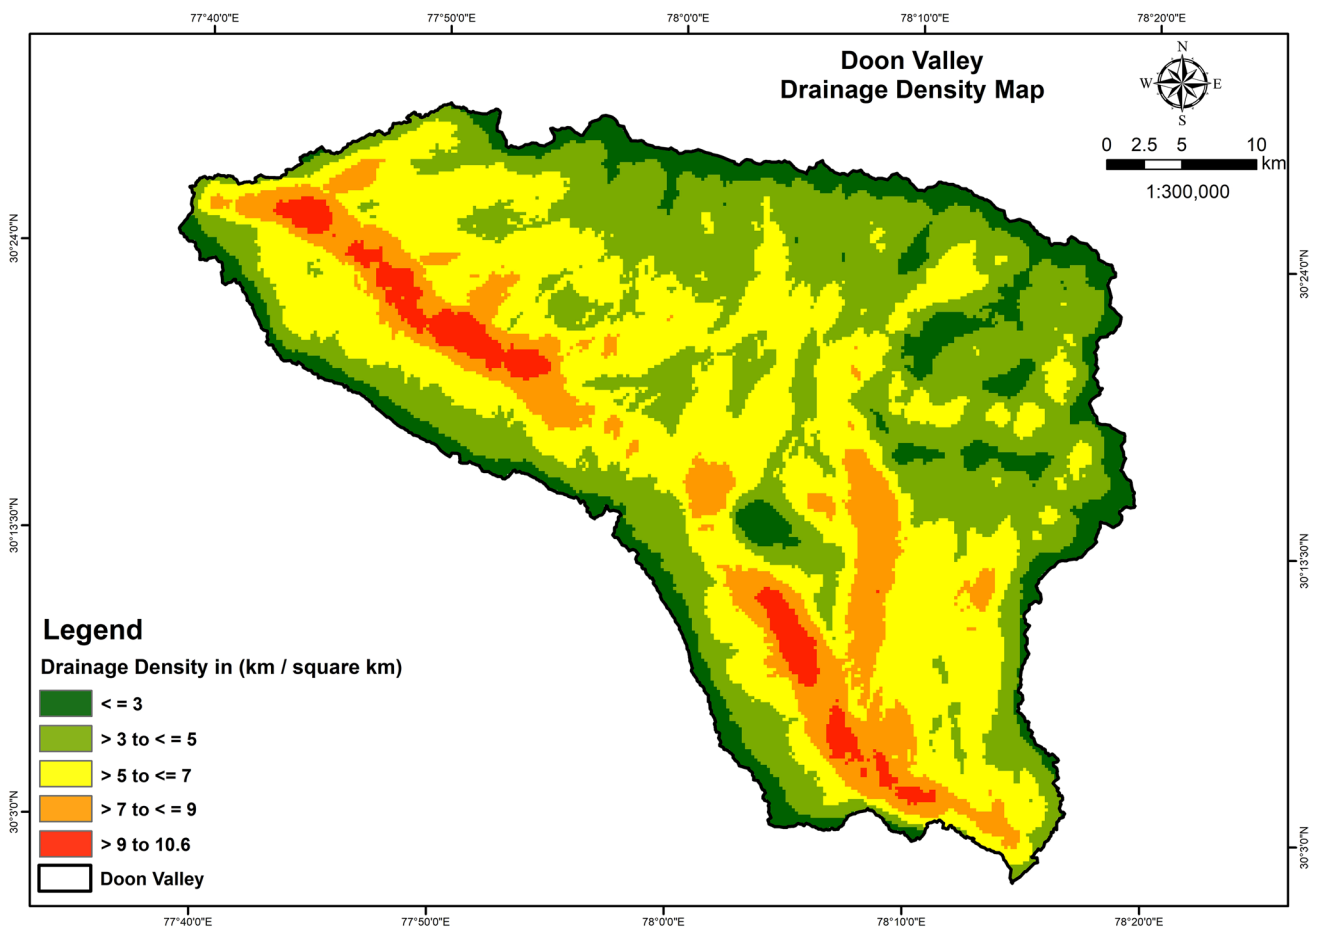 77°40'0"E 77°50'0"E 78°0'0"E 78°10'0"E 78°20'0"E
Doon Valley
Drainage Density Map
N
W E
S
0 2.5 5 10
km
1:300,000
30°24'0"N
30°24'0"N
30°13'30"N
30°13'30"N
30°3'0"N
30°3'0"N
Legend
Drainage Density in (km / square km)
< = 3
> 3 to < = 5
> 5 to <= 7
> 7 to < = 9
> 9 to 10.6
Doon Valley
77°40'0"E 77°50'0"E 78°0'0"E 78°10'0"E 78°20'0"E